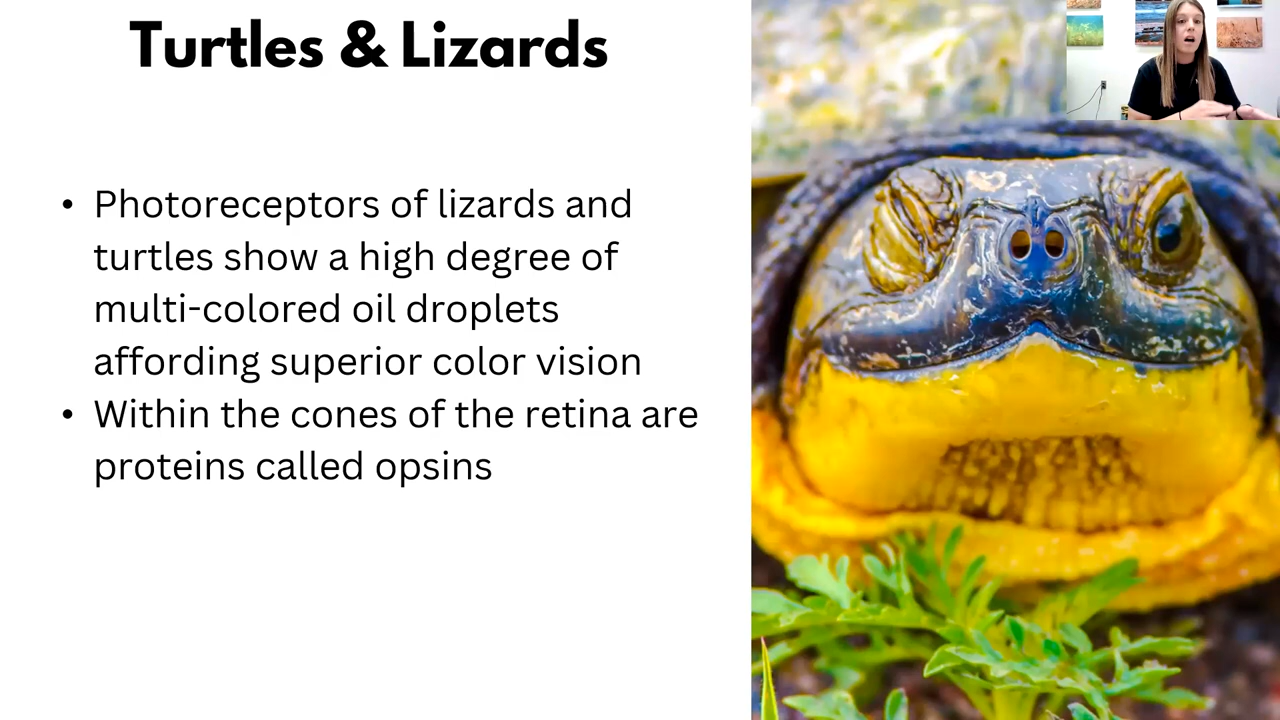 Turtles & Lizards
• Photoreceptors of lizards and
turtles show a high degree of
multi-colored oil droplets
affording superior color vision
• Within the cones of the retina are
proteins called opsins